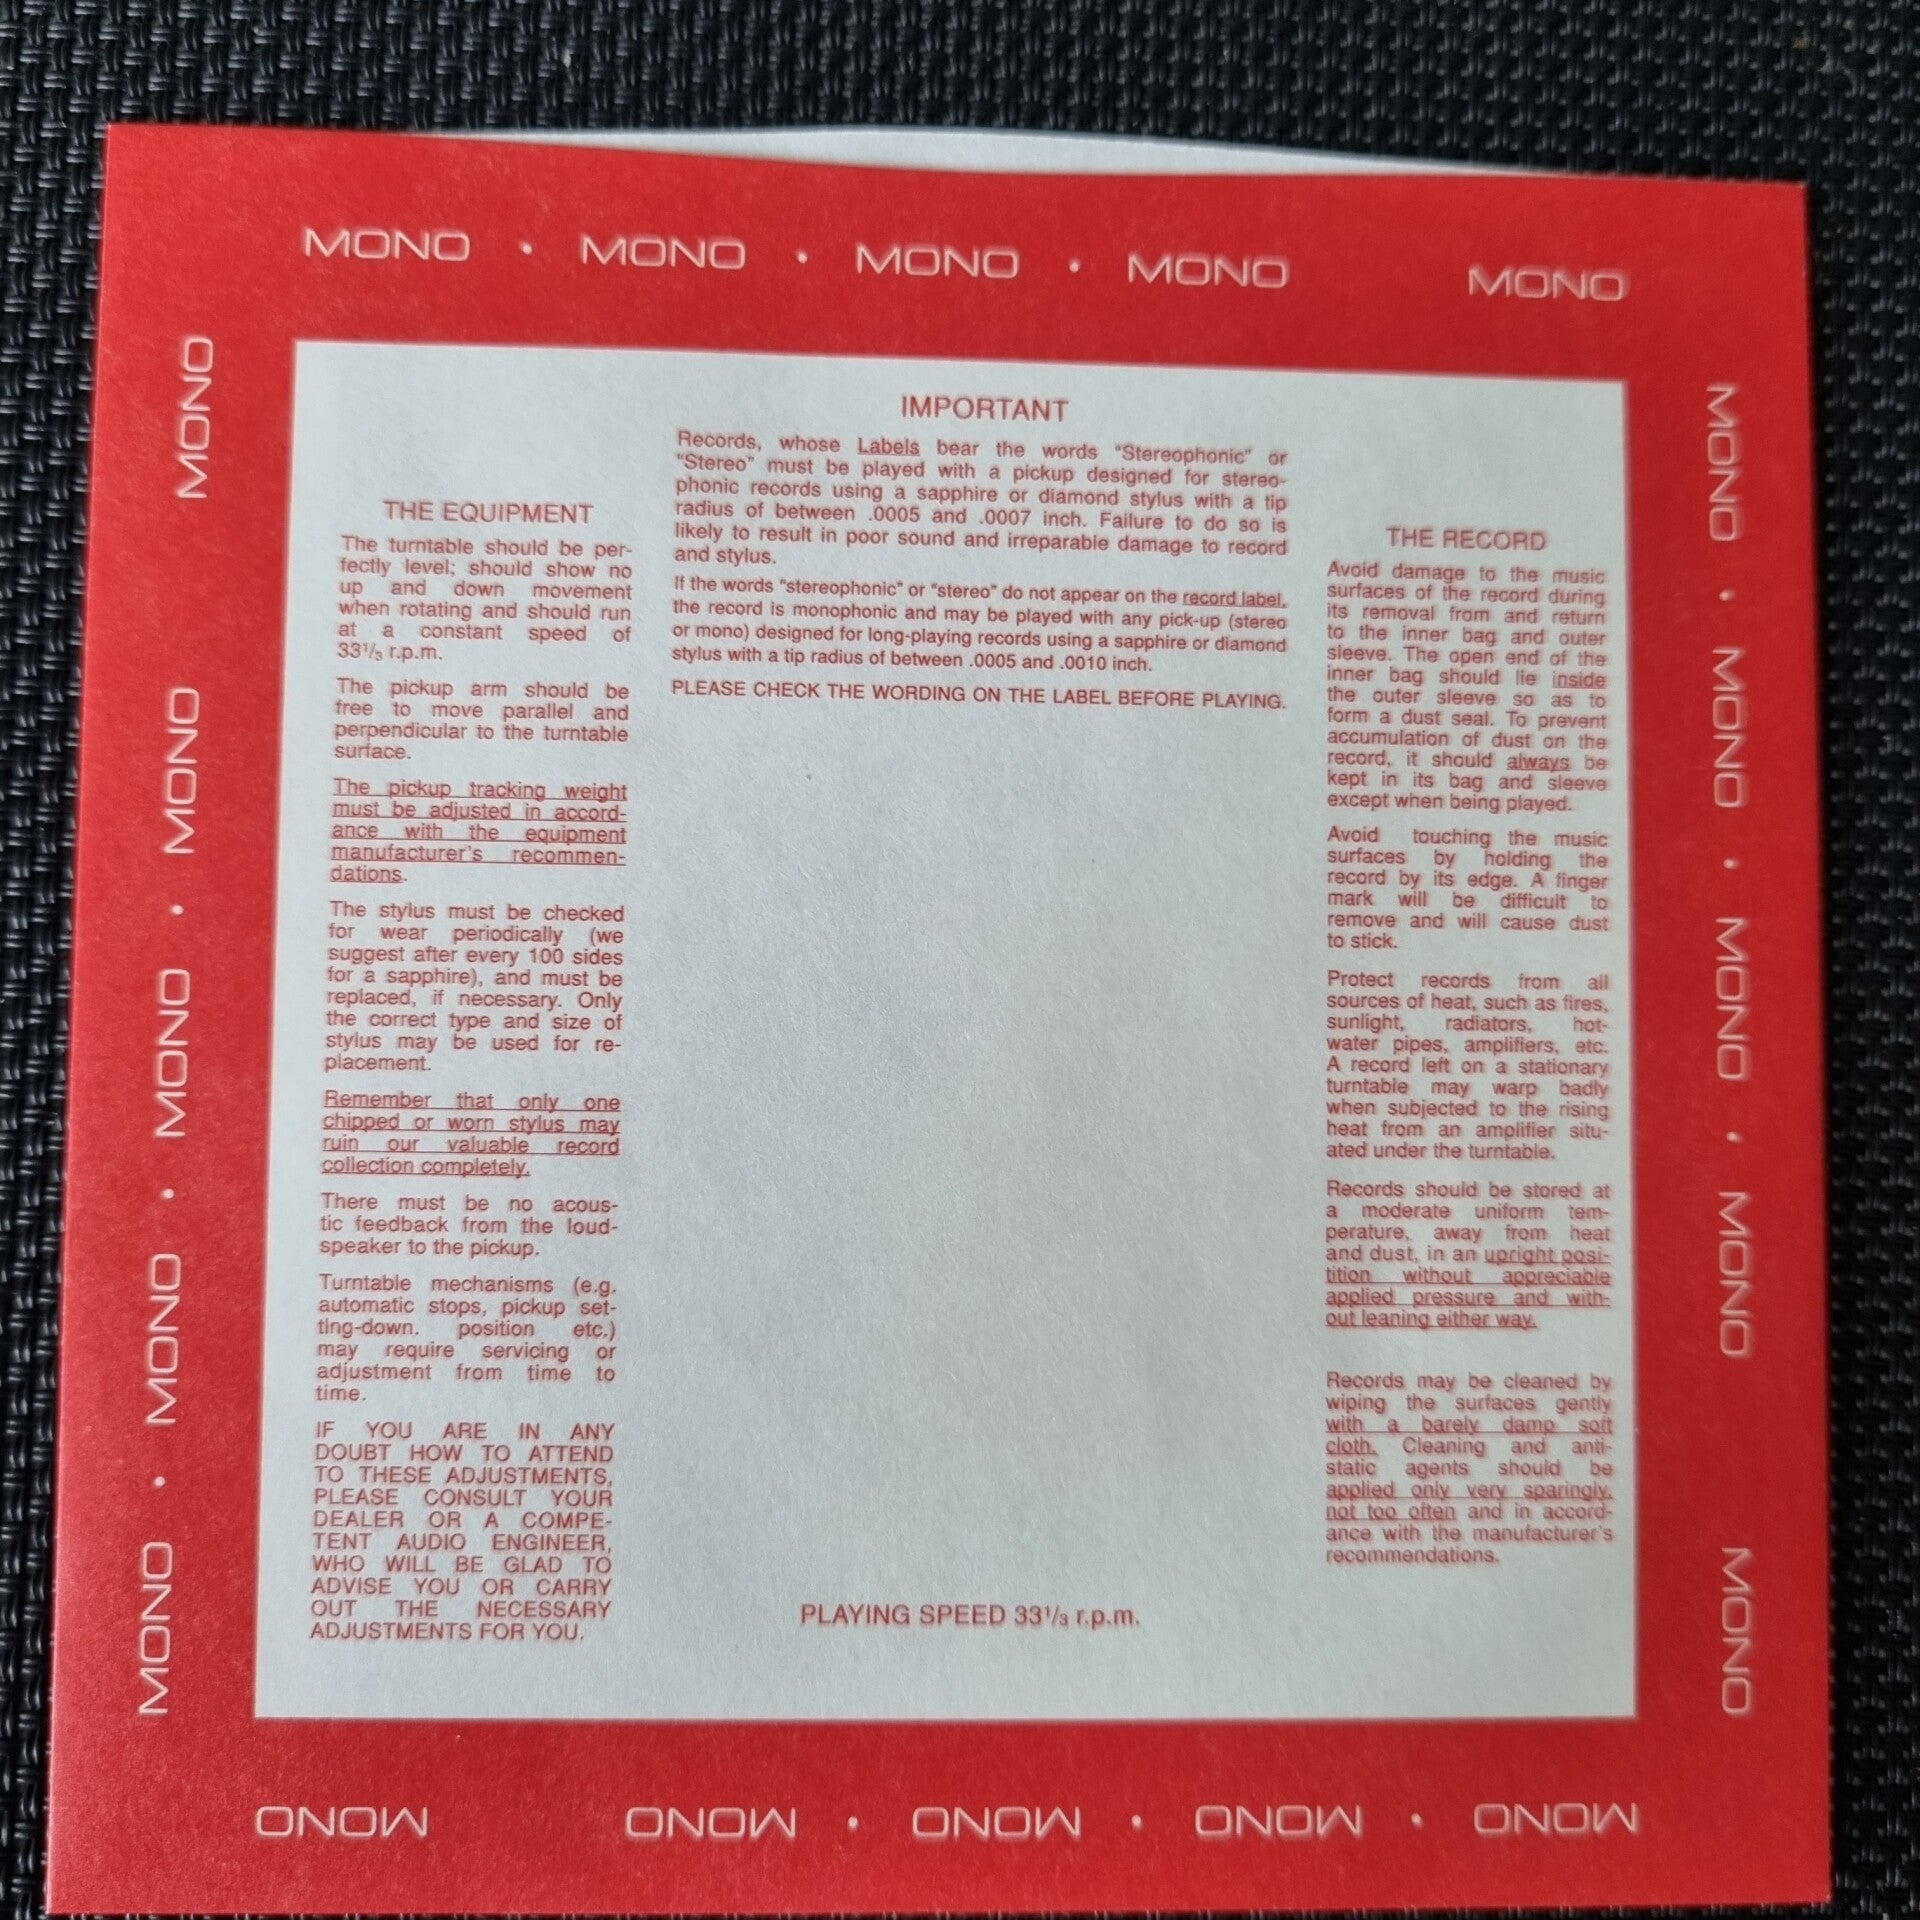 MONO • MONO • MONO • MONO MONO
MONO
MONO • MONO • MONO • MONO • MONO
IMPORTANT
Records, whose Labels bear the words “Stereophonic” or
“Stereo” must be played with a pickup designed for stereo-
phonic records using a sapphire or diamond stylus with a tip
radius of between .0005 and .0007 inch. Failure to do so is
likely to result in poor sound and irreparable damage to record
and stylus.
If the words “stereophonic” or “stereo” do not appear on the record label,
the record is monophonic and may be played with any pick-up (stereo
or mono) designed for long-playing records using a sapphire or diamond
stylus with a tip radius of between .0005 and .0010 inch.
PLEASE CHECK THE WORDING ON THE LABEL BEFORE PLAYING.
THE EQUIPMENT
The turntable should be per-
fectly level; should show no
up and down movement
when rotating and should run
at a constant speed of
33⅓ r.p.m.
The pickup arm should be
free to move parallel and
perpendicular to the turntable
surface.
The pickup tracking weight
must be adjusted in accord-
ance with the equipment
manufacturer's recommen-
dations.
The stylus must be checked
for wear periodically (we
suggest after every 100 sides
for a sapphire), and must be
replaced, if necessary. Only
the correct type and size of
stylus may be used for re-
placement.
Remember that only one
chipped or worn stylus may
ruin our valuable record
collection completely.
There must be no acous-
tic feedback from the loud-
speaker to the pickup.
Turntable mechanisms (e.g.
automatic stops, pickup set-
ting-down. position etc.)
may require servicing or
adjustment from time to
time.
IF YOU ARE IN ANY
DOUBT HOW TO ATTEND
TO THESE ADJUSTMENTS,
PLEASE CONSULT YOUR
DEALER OR A COMPE-
TENT AUDIO ENGINEER,
WHO WILL BE GLAD TO
ADVISE YOU OR CARRY
OUT THE NECESSARY
ADJUSTMENTS FOR YOU.
PLAYING SPEED 33⅓ r.p.m.
THE RECORD
Avoid damage to the music
surfaces of the record during
its removal from and return
to the inner bag and outer
sleeve. The open end of the
inner bag should lie inside
the outer sleeve so as to
form a dust seal. To prevent
accumulation of dust on the
record, it should always be
kept in its bag and sleeve
except when being played.
Avoid touching the music
surfaces by holding the
record by its edge. A finger
mark will be difficult to
remove and will cause dust
to stick.
Protect records from all
sources of heat, such as fires,
sunlight, radiators, hot-
water pipes, amplifiers, etc.
A record left on a stationary
turntable may warp badly
when subjected to the rising
heat from an amplifier situ-
ated under the turntable.
Records should be stored at
a moderate uniform tem-
perature, away from heat
and dust, in an upright posi-
tition without appreciable
applied pressure and with-
out leaning either way.
Records may be cleaned by
wiping the surfaces gently
with a barely damp soft
cloth. Cleaning and anti-
static agents should be
applied only very sparingly,
not too often and in accord-
ance with the manufacturer's
recommendations.
MONO • MONO • MONO • MONO
MONO
MONO • MONO • MONO • MONO
MONO